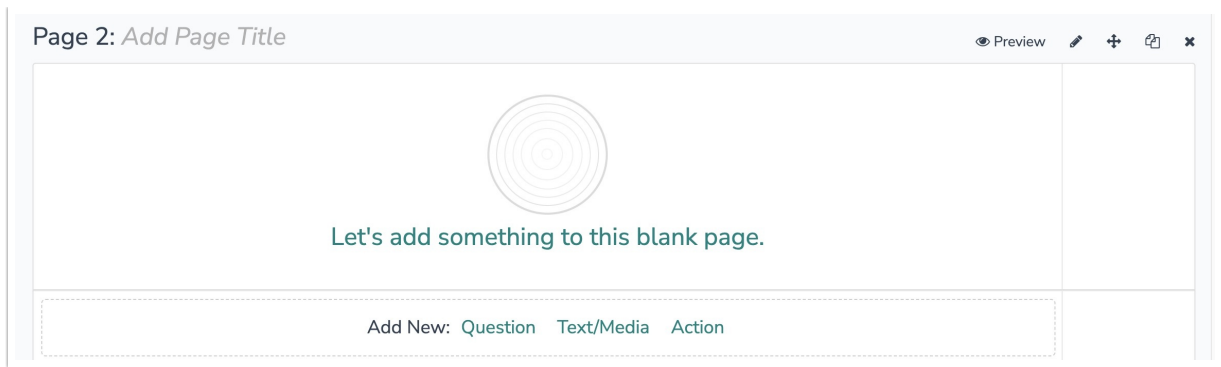 Page 2: Add Page Title
Preview
Let's add something to this blank page.
Add New: Question Text/Media Action